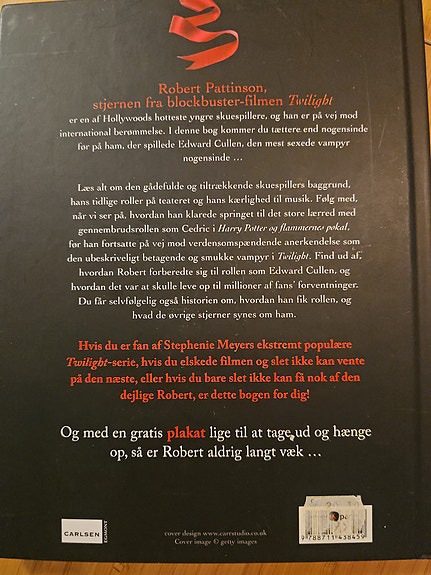 Robert Pattinson,
stjernen fra blockbuster-filmen Twilight
er en af Hollywoods hotteste yngre skuespillere, og han er på vej mod
international berømmelse. I denne bog kommer du tættere end nogensinde
før på ham, der spillede Edward Cullen, den mest sexede vampyr
nogensinde ...
Læs alt om den gådefulde og tiltrækkende skuespillers baggrund,
hans tidlige roller på teateret og hans kærlighed til musik. Følg med,
når vi ser på, hvordan han klarede springet til det store lærred med
gennembrudsrollen som Cedric i Harry Potter og flammernes pokal,
før han fortsatte på vej mod verdensomspændende anerkendelse som
den ubeskriveligt betagende og smukke vampyr i Twilight. Find ud af,
hvordan Robert forberedte sig til rollen som Edward Cullen, og
hvordan det var at skulle leve op til millioner af fans' forventninger.
Du får selvfølgelig også historien om, hvordan han fik rollen, og
hvad de øvrige stjerner synes om ham.
Hvis du er fan af Stephenie Meyers ekstremt populære
Twilight-serie, hvis du elskede filmen og slet ikke kan vente
på den næste, eller hvis du bare slet ikke kan få nok af den
dejlige Robert, er dette bogen for dig!
Og med en gratis plakat lige til at tage ud og hænge
op, så er Robert aldrig langt væk ...
CARLSEN
EGMONT
cover design www.carrstudio.co.uk
Cover image © getty images
9 788711 438459